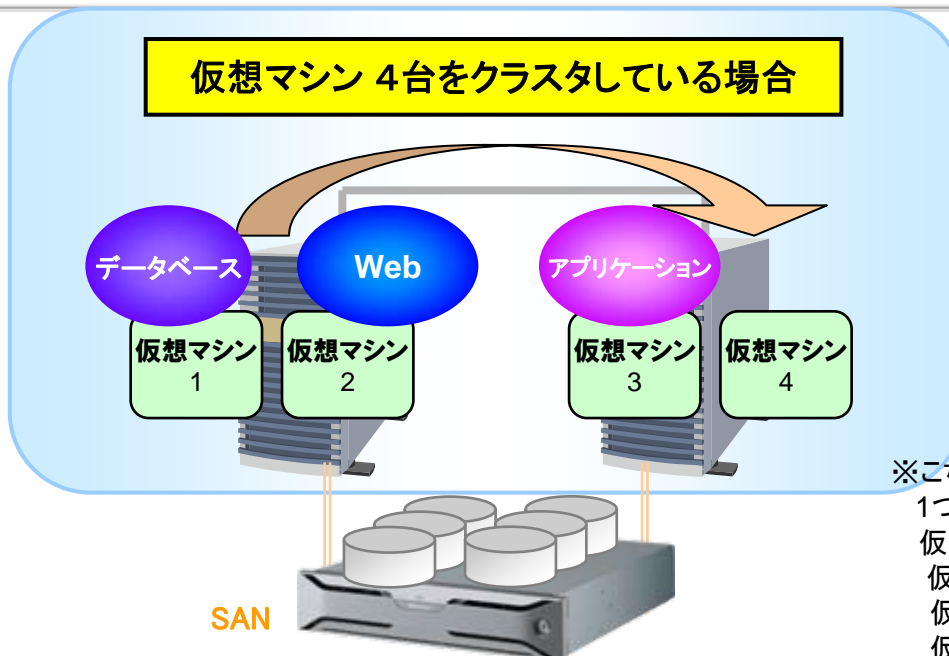 仮想マシン 4台をクラスタしている場合
データベース
Web
アプリケーション
仮想マシン
1
仮想マシン
2
仮想マシン
3
仮想マシン
4
※こ
1つ
仮
仮
仮
仮
SAN